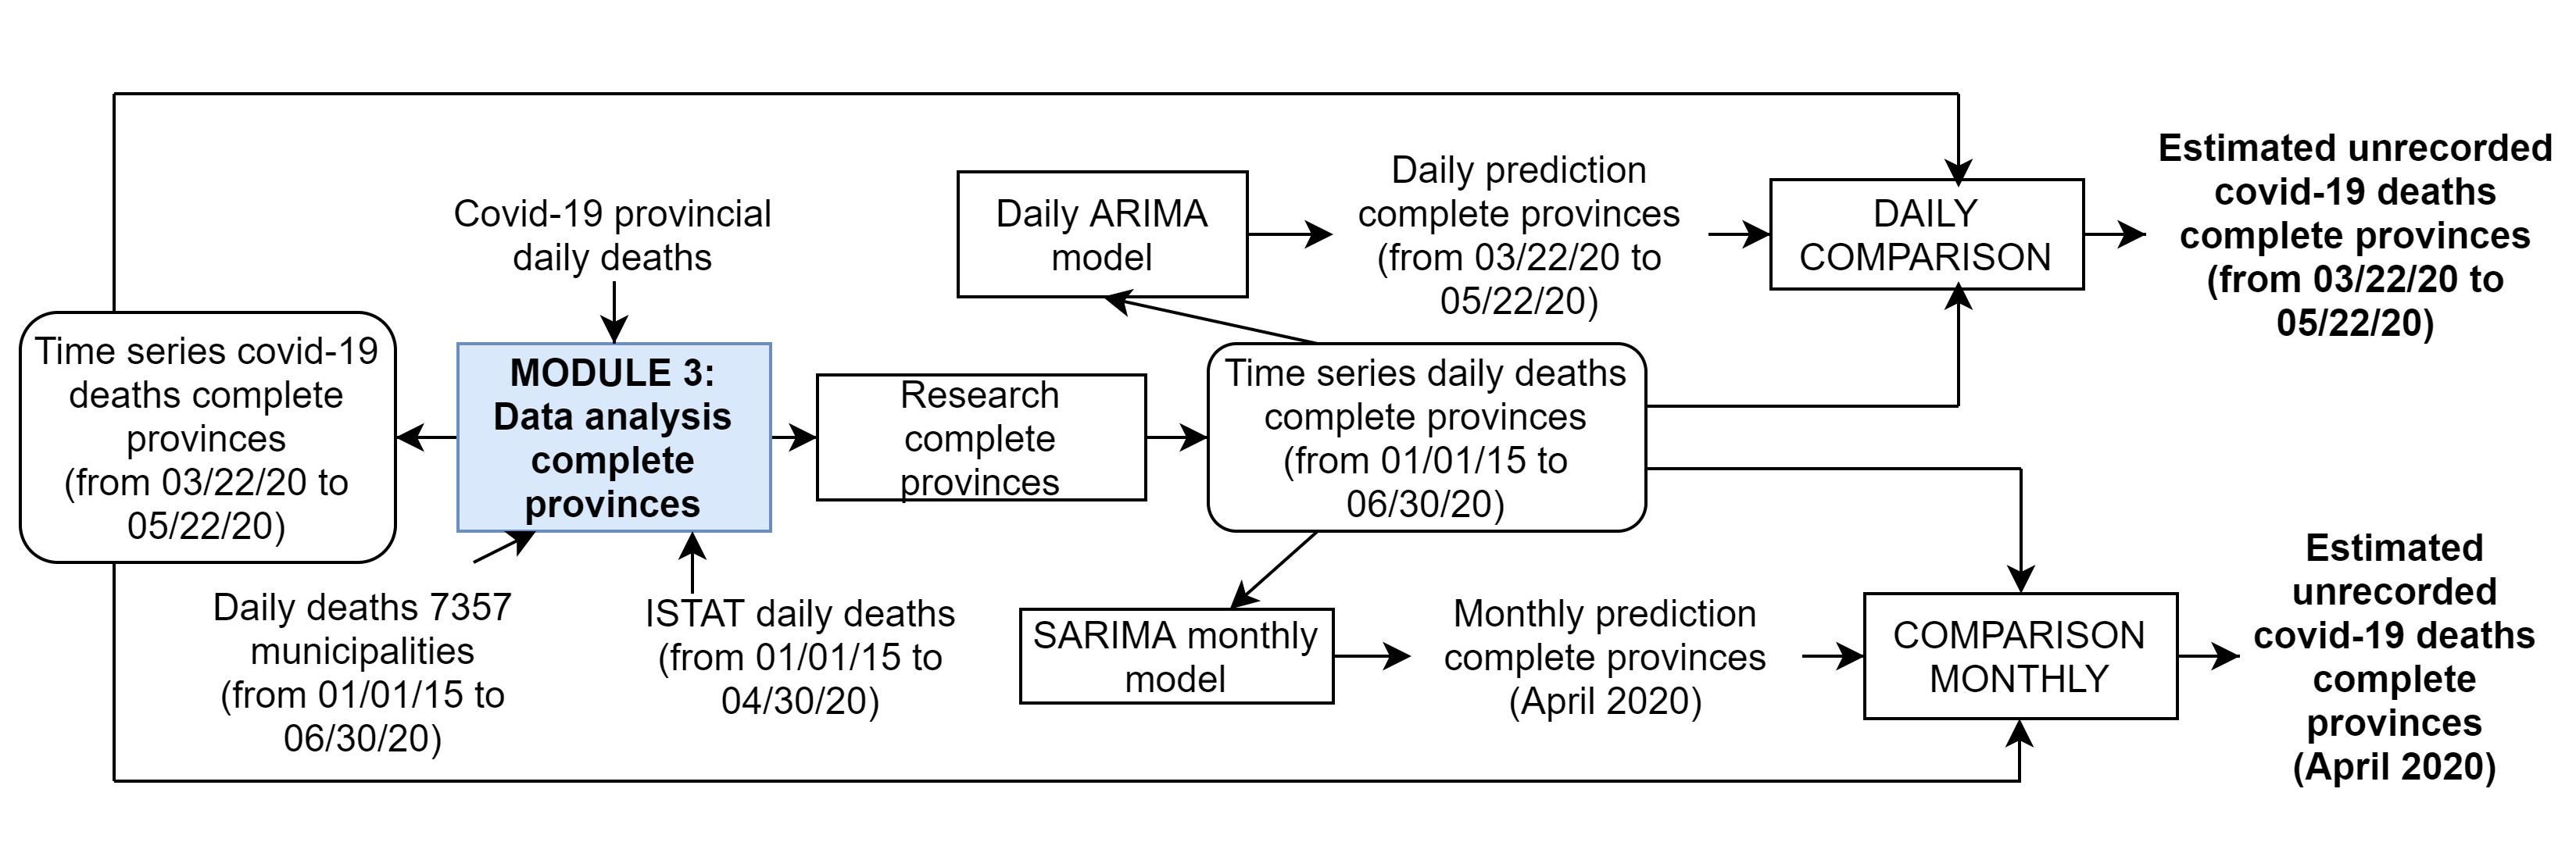 Time series covid-19
deaths complete
provinces
(from 03/22/20 to
05/22/20)
Covid-19 provincial
daily deaths
MODULE 3:
Data analysis
complete
provinces
Daily deaths 7357
municipalities
(from 01/01/15 to
06/30/20)
ISTAT daily deaths
(from 01/01/15 to
04/30/20)
Research
complete
provinces
Daily ARIMA
model
Time series daily deaths
complete provinces
(from 01/01/15 to
06/30/20)
SARIMA monthly
model
Daily prediction
complete provinces
(from 03/22/20 to
05/22/20)
Monthly prediction
complete provinces
(April 2020)
DAILY
COMPARISON
COMPARISON
MONTHLY
Estimated unrecorded
covid-19 deaths
complete provinces
(from 03/22/20 to
05/22/20)
Estimated
unrecorded
covid-19 deaths
complete
provinces
(April 2020)